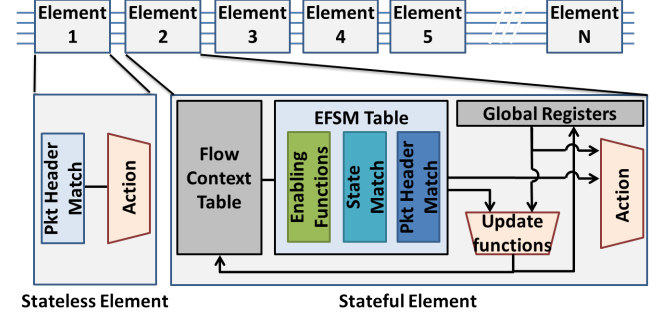 Element
1
Element
2
Element
3
Element
4
Element
5
Element
N
Pkt Header
Match
Action
Stateless Element
Flow
Context
Table
EFSM Table
Enabling
Functions
State
Match
Pkt Header
Match
Global Registers
Update
functions
Action
Stateful Element